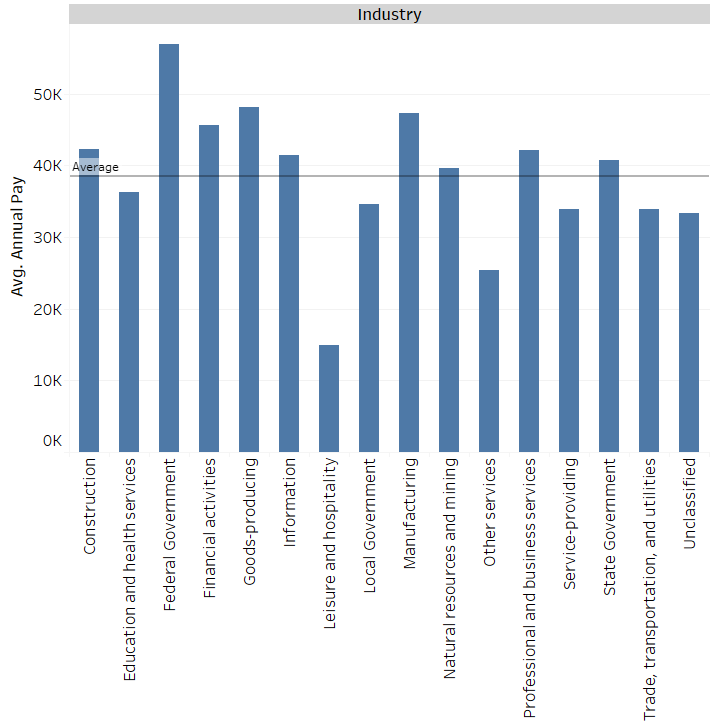 Industry
50K
40K
30K
20K
10K
0K
Avg. Annual Pay
Average
Construction
Education and health services
Federal Government
Financial activities
Goods-producing
Information
Leisure and hospitality
Local Government
Manufacturing
Natural resources and mining
Other services
Professional and business services
Service-providing
State Government
Trade, transportation, and utilities
Unclassified